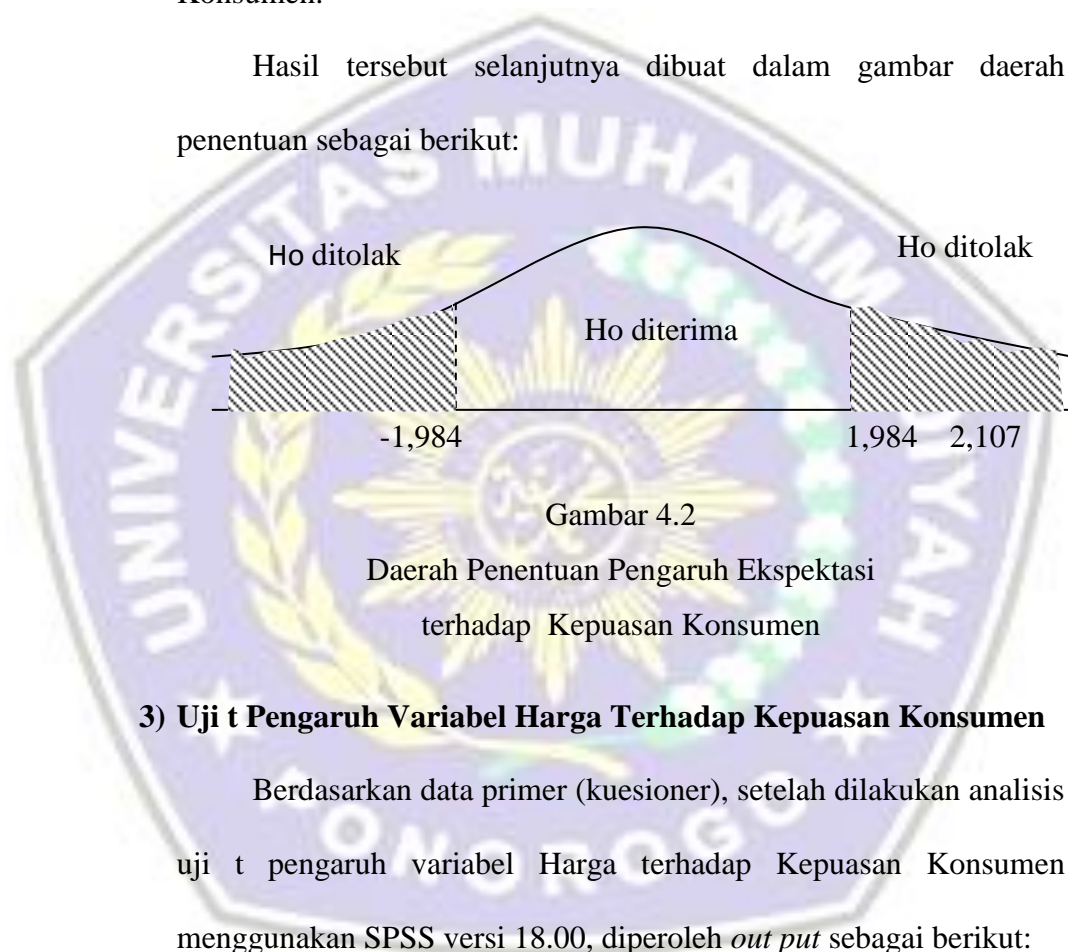 Konsumen.
Hasil tersebut selanjutnya dibuat dalam gambar daerah
penentuan sebagai berikut:
Ho ditolak
Ho ditolak
Ho diterima
-1,984
1,984 2,107
Gambar 4.2
Daerah Penentuan Pengaruh Ekspektasi
terhadap Kepuasan Konsumen
3) Uji t Pengaruh Variabel Harga Terhadap Kepuasan Konsumen
Berdasarkan data primer (kuesioner), setelah dilakukan analisis
uji t pengaruh variabel Harga terhadap Kepuasan Konsumen
menggunakan SPSS versi 18.00, diperoleh out put sebagai berikut:
UNIVERSITAS MUHAMMADIYAH
PONOROGO